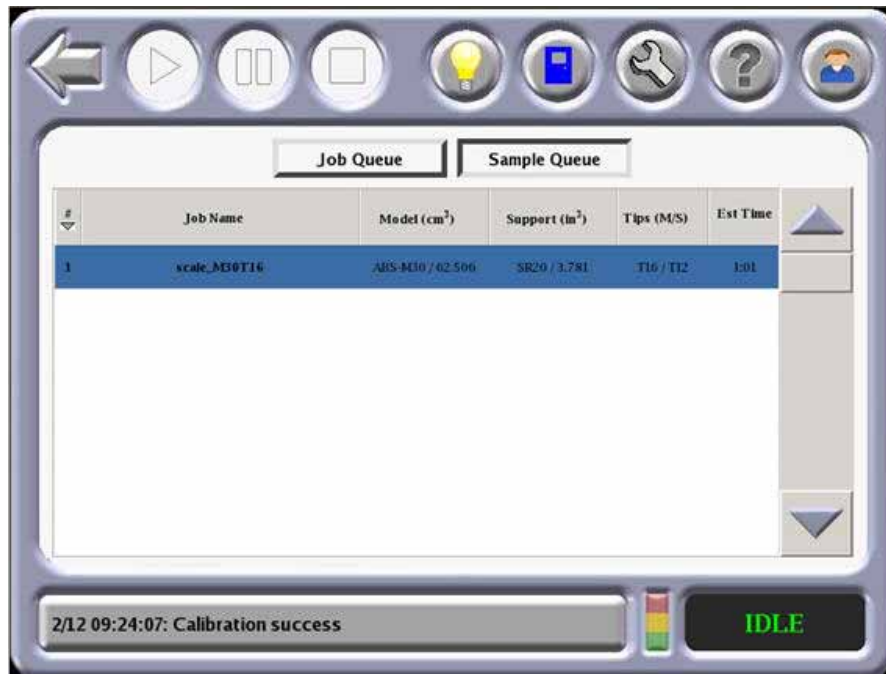 Job Queue
Sample Queue
# Job Name Model (cm³) Support (in³) Tips (M/S) Est Time
1 scale_M30T16 ABS-M30 / 62.506 SR20 / 3.781 T16 / T12 1:01
2/12 09:24:07: Calibration success
IDLE